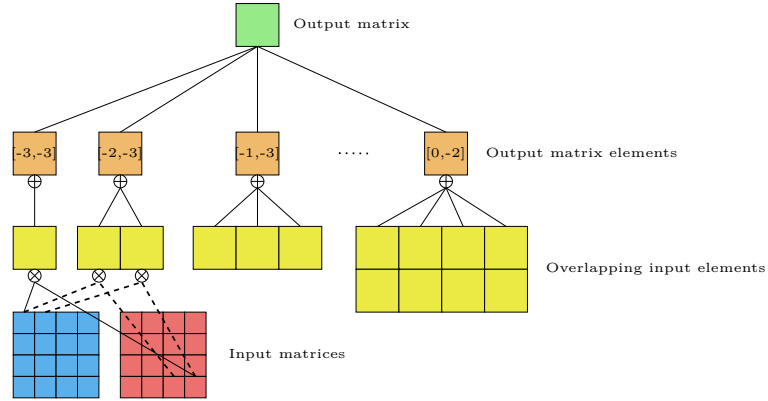 Output matrix
[-3,-3] [-2,-3] [-1,-3] ..... [0,-2] Output matrix elements
Overlapping input elements
Input matrices